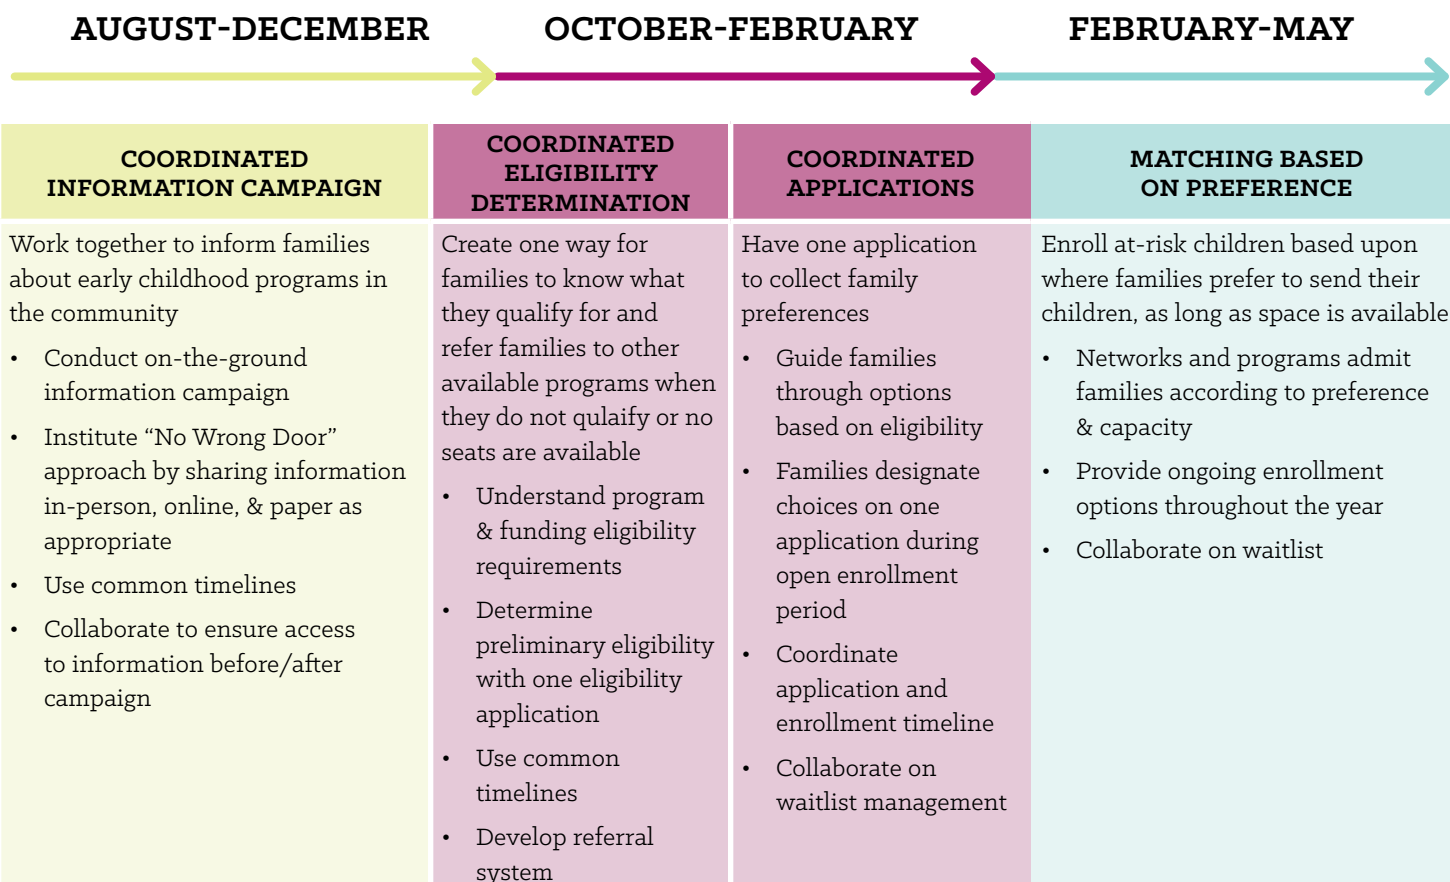 AUGUST-DECEMBER
OCTOBER-FEBRUARY
FEBRUARY-MAY
COORDINATED
INFORMATION CAMPAIGN
Work together to inform families
about early childhood programs in
the community
• Conduct on-the-ground
information campaign
• Institute “No Wrong Door”
approach by sharing information
in-person, online, & paper as
appropriate
• Use common timelines
• Collaborate to ensure access
to information before/after
campaign
COORDINATED
ELIGIBILITY
DETERMINATION
Create one way for
families to know what
they qualify for and
refer families to other
available programs when
they do not qulaify or no
seats are available
• Understand program
& funding eligibility
requirements
• Determine
preliminary eligibility
with one eligibility
application
• Use common
timelines
• Develop referral
system
COORDINATED
APPLICATIONS
Have one application
to collect family
preferences
• Guide families
through options
based on eligibility
• Families designate
choices on one
application during
open enrollment
period
• Coordinate
application and
enrollment timeline
• Collaborate on
waitlist management
MATCHING BASED
ON PREFERENCE
Enroll at-risk children based upon
where families prefer to send their
children, as long as space is available
• Networks and programs admit
families according to preference
& capacity
• Provide ongoing enrollment
options throughout the year
• Collaborate on waitlist